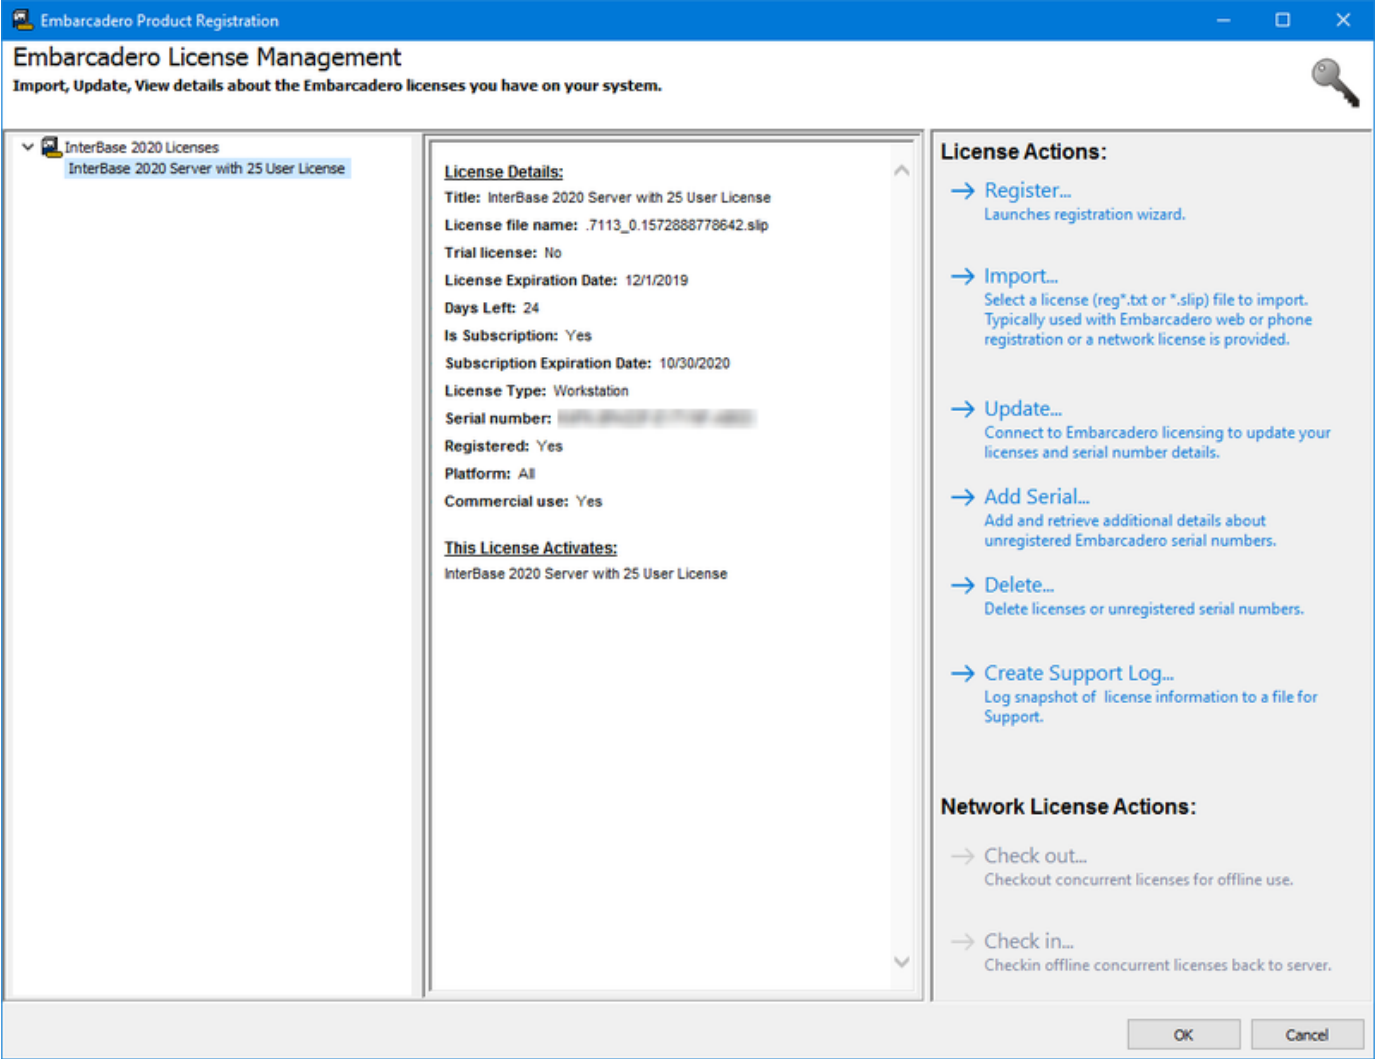 Embarcadero Product Registration
Embarcadero License Management
Import, Update, View details about the Embarcadero licenses you have on your system.
InterBase 2020 Licenses
InterBase 2020 Server with 25 User License
License Details:
Title: InterBase 2020 Server with 25 User License
License file name: .7113_0.1572888778642.slip
Trial license: No
License Expiration Date: 12/1/2019
Days Left: 24
Is Subscription: Yes
Subscription Expiration Date: 10/30/2020
License Type: Workstation
Serial number:
Registered: Yes
Platform: All
Commercial use: Yes
This License Activates:
InterBase 2020 Server with 25 User License
License Actions:
Register...
Launches registration wizard.
Import...
Select a license (reg*.txt or *.slip) file to import.
Typically used with Embarcadero web or phone
registration or a network license is provided.
Update...
Connect to Embarcadero licensing to update your
licenses and serial number details.
Add Serial...
Add and retrieve additional details about
unregistered Embarcadero serial numbers.
Delete...
Delete licenses or unregistered serial numbers.
Create Support Log...
Log snapshot of  license information to a file for
Support.
Network License Actions:
Check out...
Checkout concurrent licenses for offline use.
Check in...
Checkin offline concurrent licenses back to server.
OK
Cancel